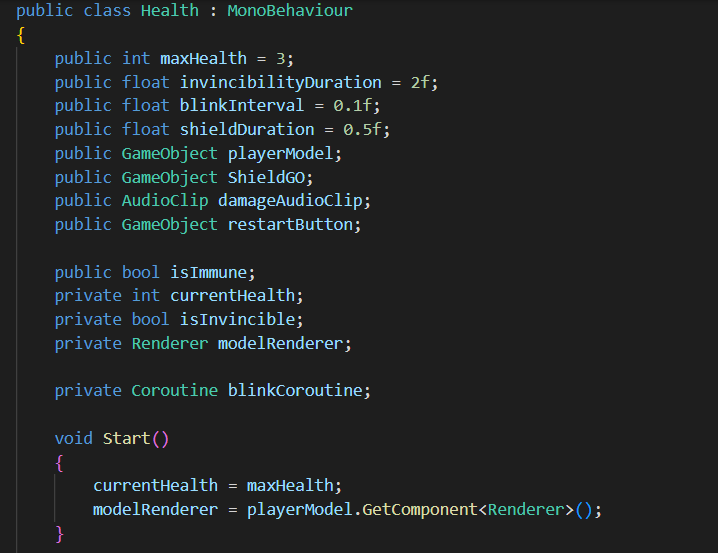 public class Health : MonoBehaviour
{
public int maxHealth = 3;
public float invincibilityDuration = 2f;
public float blinkInterval = 0.1f;
public float shieldDuration = 0.5f;
public GameObject playerModel;
public GameObject ShieldGO;
public AudioClip damageAudioClip;
public GameObject restartButton;
public bool isImmune;
private int currentHealth;
private bool isInvincible;
private Renderer modelRenderer;
private Coroutine blinkCoroutine;
void Start()
{
currentHealth = maxHealth;
modelRenderer = playerModel.GetComponent<Renderer>();
}